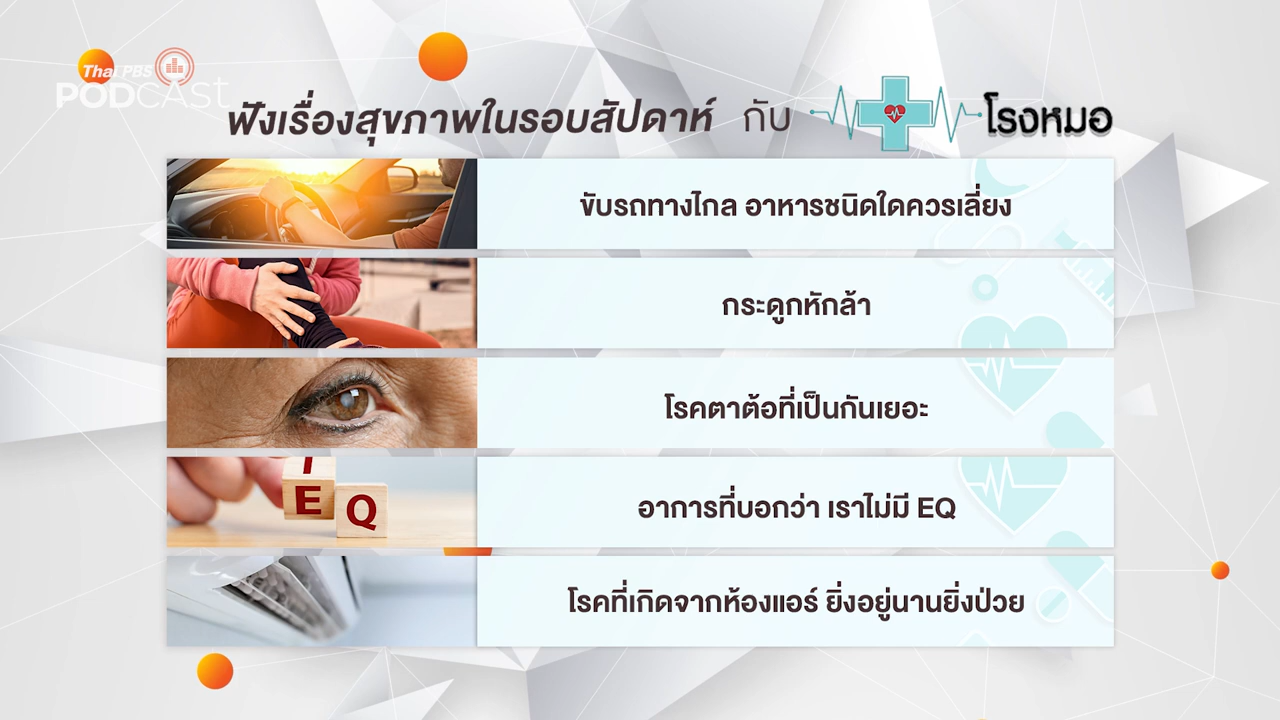 Thai PBS
PODCAST
ฟังเรื่องสุขภาพในรอบสัปดาห์ กับ โรงหมอ
ขับรถทางไกล อาหารชนิดใดควรเลี่ยง
กระดูกหักล้า
โรคตาต้อที่เป็นกันเยอะ
I
E Q
อาการที่บอกว่า เราไม่มี EQ
โรคที่เกิดจากห้องแอร์ ยิ่งอยู่นานยิ่งป่วย